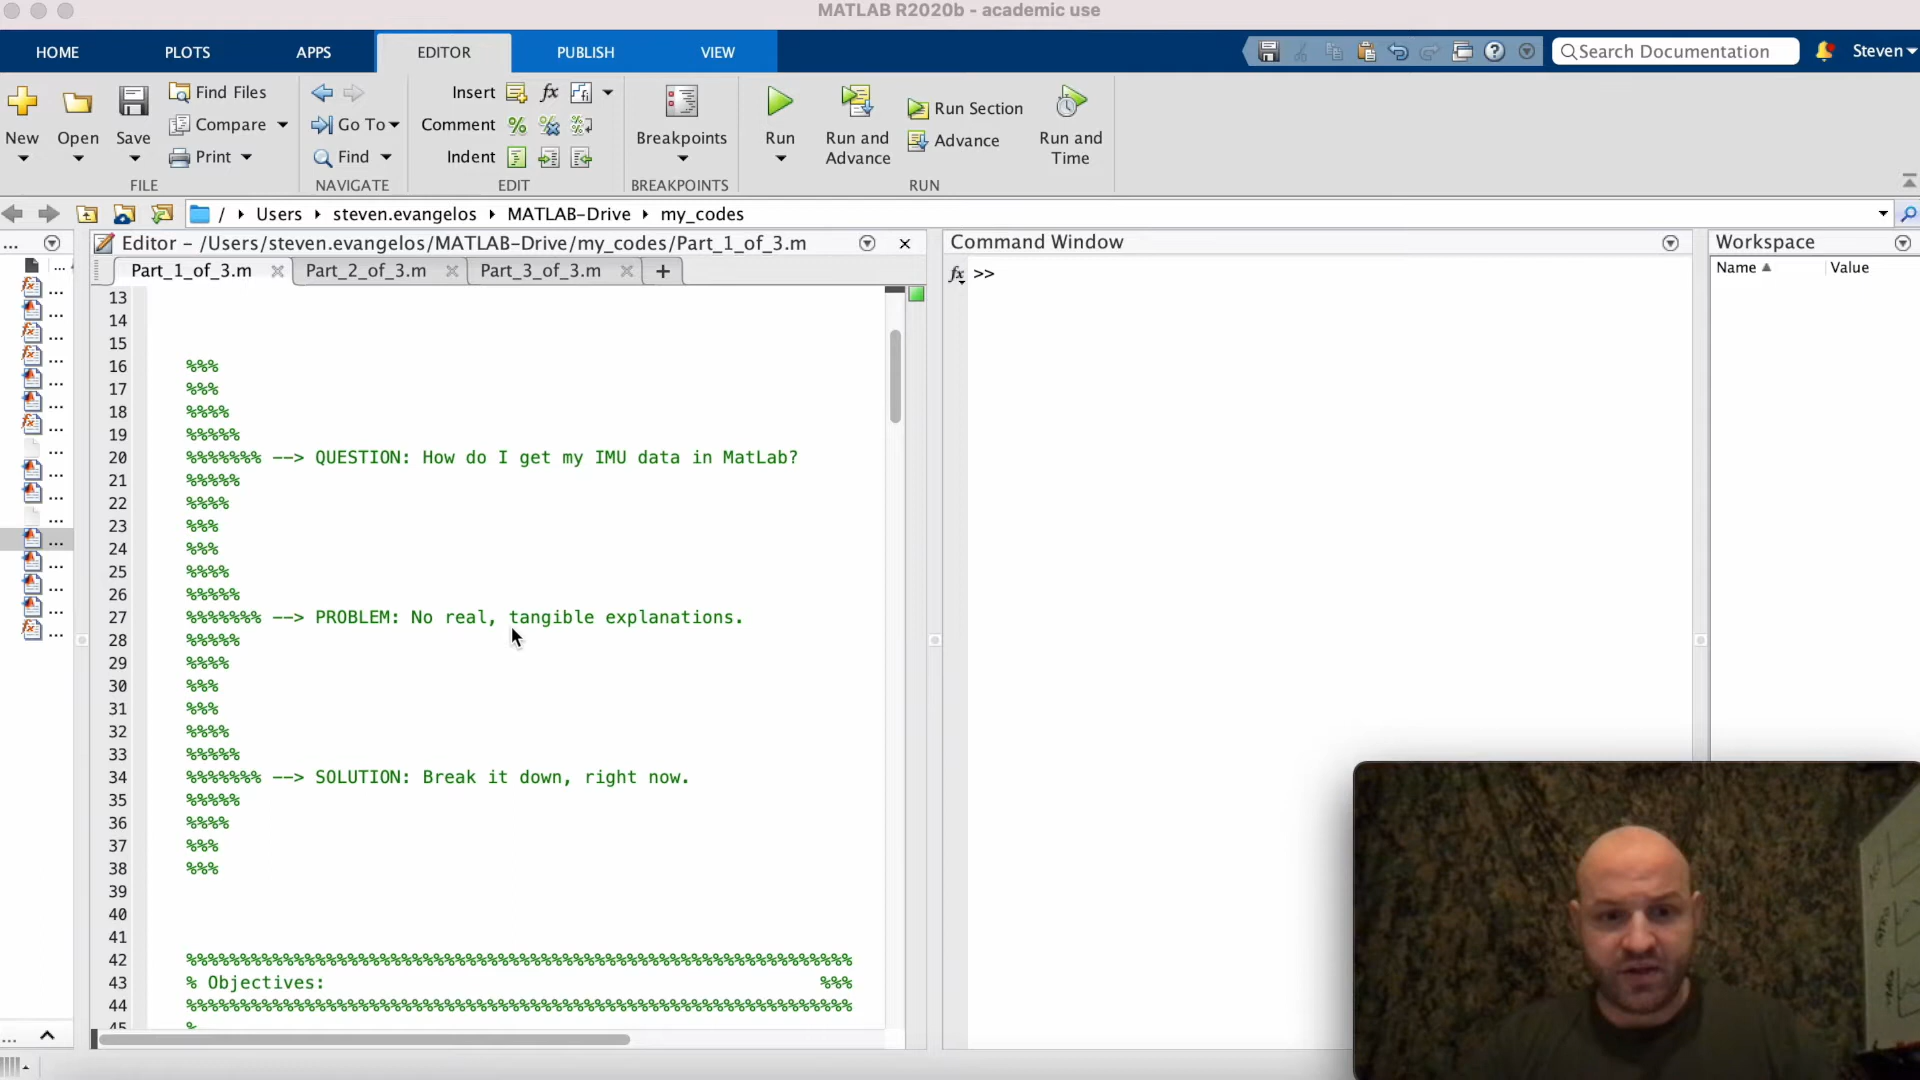 MATLAB R2020b - academic use
HOME PLOTS APPS EDITOR PUBLISH VIEW Search Documentation Steven
Find Files Insert fx
New Open Save Compare Go To Comment Breakpoints Run Run and Advance Run Section Advance Run and Time
Print Find Indent
FILE NAVIGATE EDIT BREAKPOINTS RUN
/ Users steven.evangelos MATLAB-Drive my_codes
Editor - /Users/steven.evangelos/MATLAB-Drive/my_codes/Part_1_of_3.m Command Window Workspace
Part_1_of_3.m Part_2_of_3.m Part_3_of_3.m + fx >> Name Value
13
14
15
16 %%%
17 %%%
18 %%%%
19 %%%%%
20 %%%%%%% --> QUESTION: How do I get my IMU data in MatLab?
21 %%%%%
22 %%%%
23 %%%
24 %%%
25 %%%%
26 %%%%%
27 %%%%%%% --> PROBLEM: No real, tangible explanations.
28 %%%%%
29 %%%%
30 %%%
31 %%%
32 %%%%
33 %%%%%
34 %%%%%%% --> SOLUTION: Break it down, right now.
35 %%%%%
36 %%%%
37 %%%
38 %%%
39
40
41
42 %%%%%%%%%%%%%%%%%%%%%%%%%%%%%%%%%%%%%%%%%%%%%%%%%%%%%%%%%%%%%%
43 % Objectives: %%%
44 %%%%%%%%%%%%%%%%%%%%%%%%%%%%%%%%%%%%%%%%%%%%%%%%%%%%%%%%%%%%%%
45 %